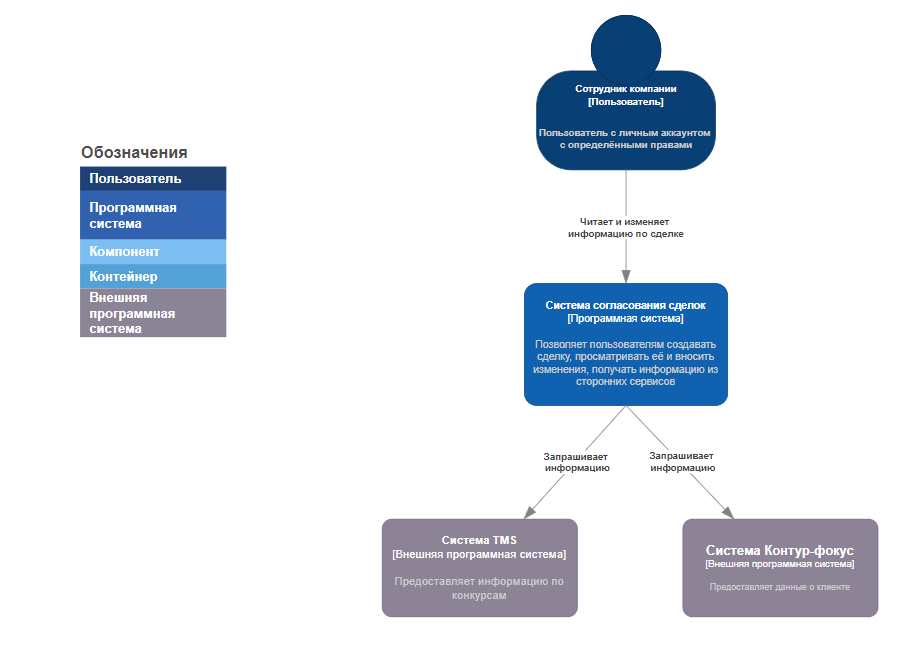 Сотрудник компании
[Пользователь]
Пользователь с личным аккаунтом
с определёнными правами
Обозначения
Пользователь
Программная
система
Компонент
Контейнер
Внешняя
программная
система
Читает и изменяет
информацию по сделке
Система согласования сделок
[Программная система]
Позволяет пользователям создавать
сделку, просматривать её и вносить
изменения, получать информацию из
сторонних сервисов
Запрашивает
информацию
Запрашивает
информацию
Система TMS
[Внешняя программная система]
Предоставляет информацию по
конкурсам
Система Контур-фокус
[Внешняя программная система]
Предоставляет данные о клиенте